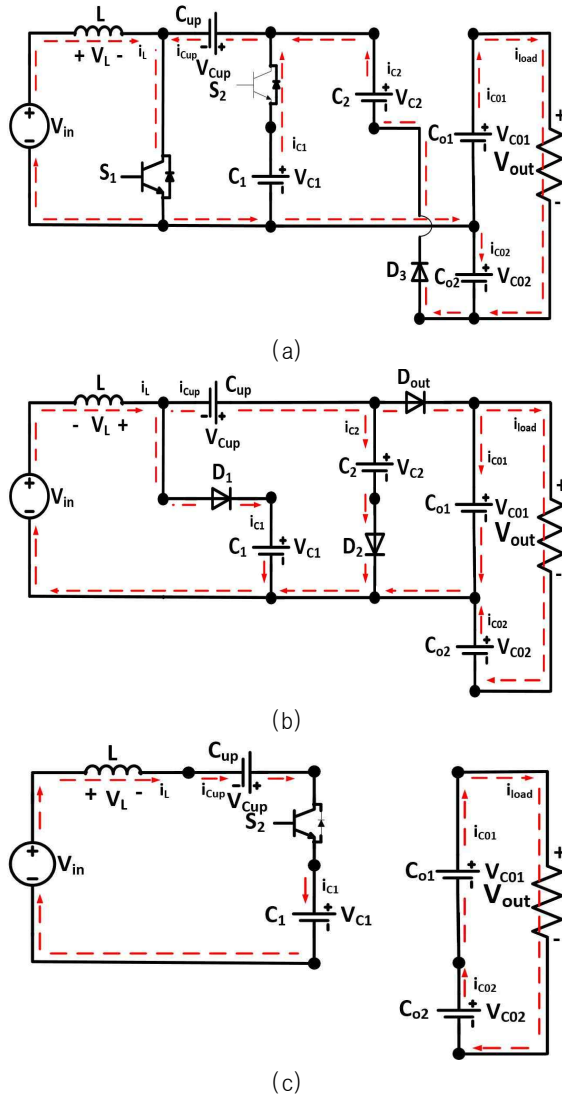 L
+ V_L -
i_L
C_up
i_Cup
- +
V_Cup
S_2
V_in
+
-
S_1
i_C1
C_1
+
-
V_C1
i_C2
C_2
+
-
V_C2
D_3
i_C01
C_o1
+
-
V_C01
i_load
V_out
+
-
i_C02
C_o2
+
-
V_C02
(a)
L
- V_L +
i_L
i_Cup
C_up
- +
V_Cup
V_in
+
-
D_1
i_C1
C_1
+
-
V_C1
i_C2
C_2
+
-
V_C2
D_2
D_out
i_C01
C_o1
+
-
V_C01
i_load
V_out
+
-
i_C02
C_o2
+
-
V_C02
(b)
L
+ V_L -
i_L
C_up
i_Cup
- +
V_Cup
S_2
V_in
+
-
i_C1
C_1
+
-
V_C1
i_C01
C_o1
+
-
V_C01
i_load
V_out
+
-
i_C02
C_o2
+
-
V_C02
(c)